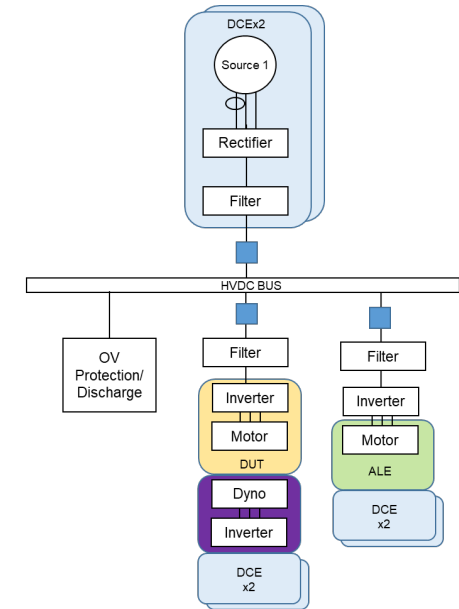 DCEx2
Source 1
Rectifier
Filter
HVDC BUS
OV
Protection/
Discharge
Filter
Inverter
Motor
DUT
Dyno
Inverter
DCE
x2
Filter
Inverter
Motor
ALE
DCE
x2